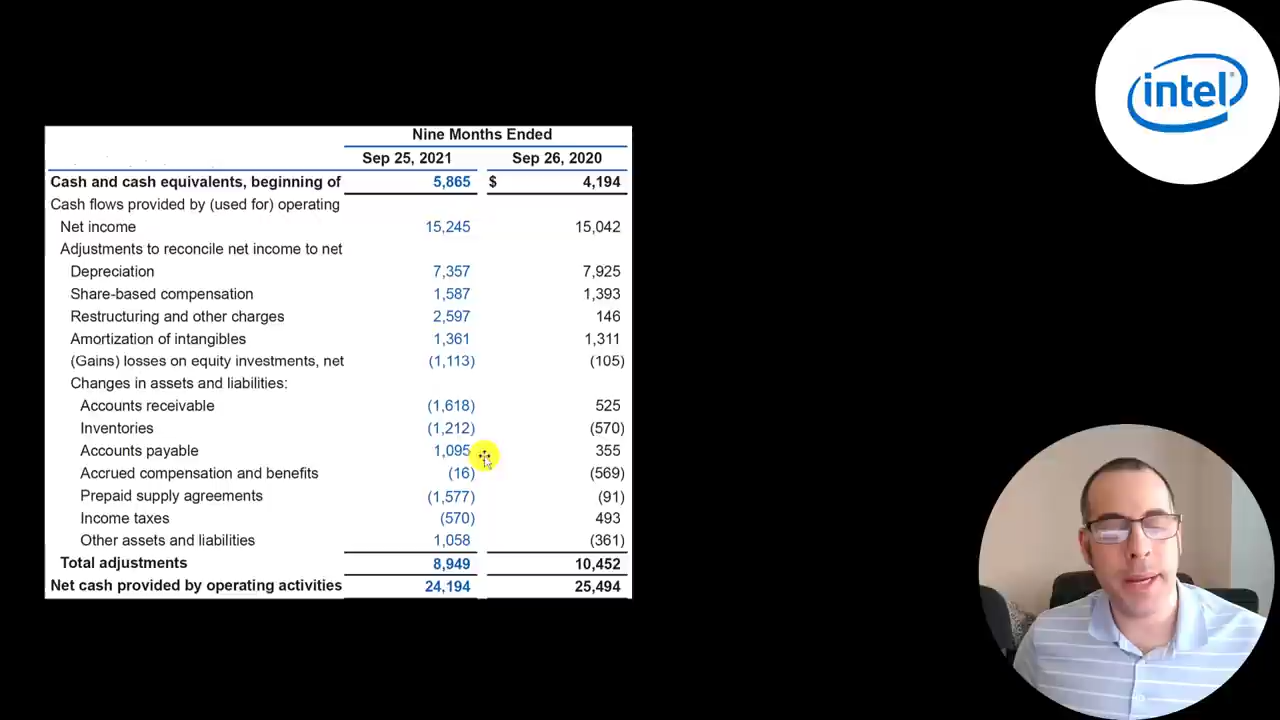 intel
Nine Months Ended
Sep 25, 2021 Sep 26, 2020
Cash and cash equivalents, beginning of 5,865 $ 4,194
Cash flows provided by (used for) operating
Net income 15,245 15,042
Adjustments to reconcile net income to net
Depreciation 7,357 7,925
Share-based compensation 1,587 1,393
Restructuring and other charges 2,597 146
Amortization of intangibles 1,361 1,311
(Gains) losses on equity investments, net (1,113) (105)
Changes in assets and liabilities:
Accounts receivable (1,618) 525
Inventories (1,212) (570)
Accounts payable 1,095 355
Accrued compensation and benefits (16) (569)
Prepaid supply agreements (1,577) (91)
Income taxes (570) 493
Other assets and liabilities 1,058 (361)
Total adjustments 8,949 10,452
Net cash provided by operating activities 24,194 25,494